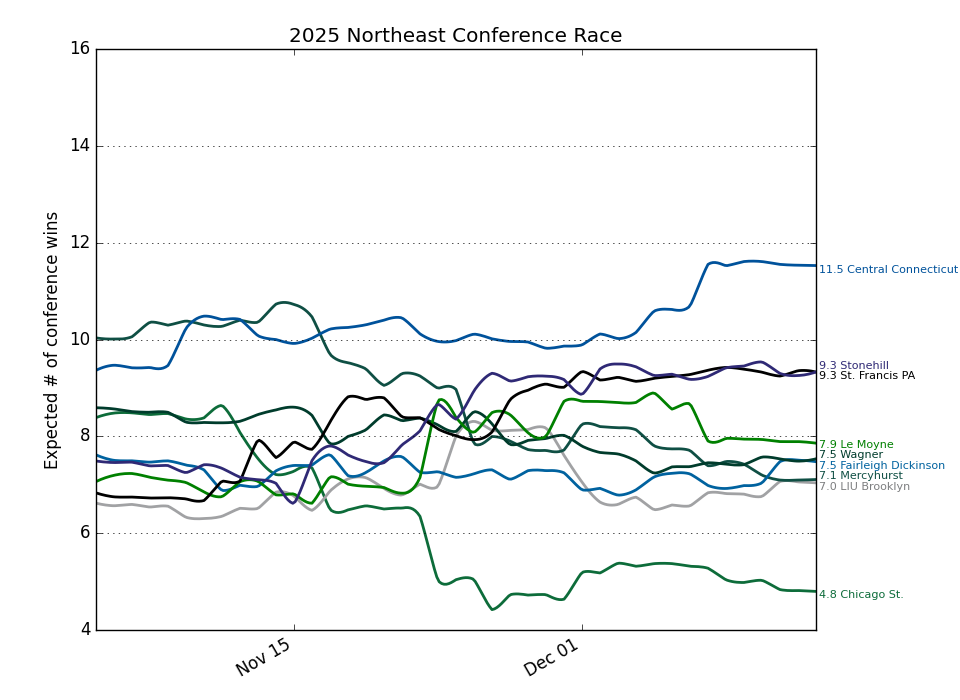 2025 Northeast Conference Race
Expected # of conference wins
16
14
12
10
8
6
4
Nov 15
Dec 01
11.5 Central Connecticut
9.3 Stonehill
9.3 St. Francis PA
7.9 Le Moyne
7.5 Wagner
7.5 Fairleigh Dickinson
7.1 Mercyhurst
7.0 LIU Brooklyn
4.8 Chicago St.